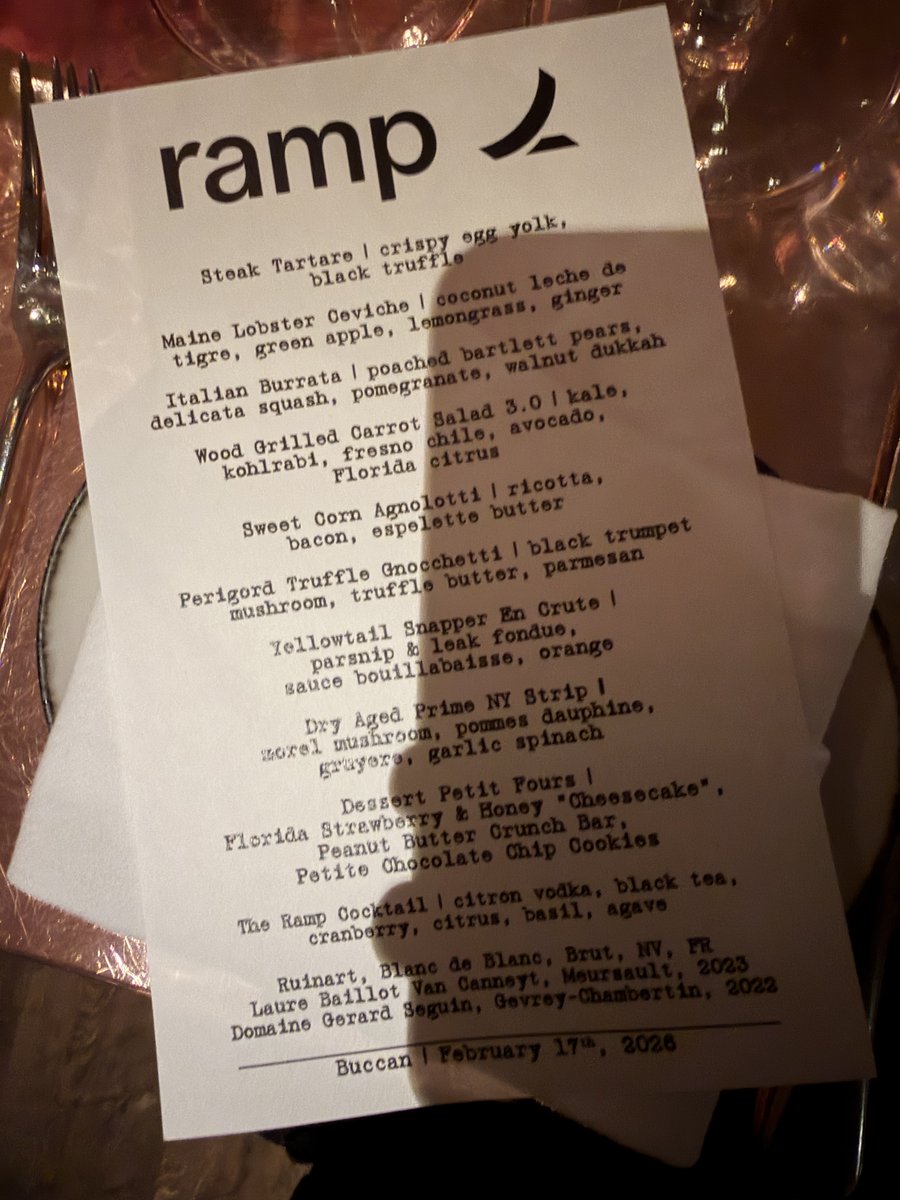 ramp
Steak Tartare | crispy egg yolk,
black truffle
Maine Lobster Ceviche | coconut leche de
tigre, green apple, lemongrass, ginger
Italian Burrata | poached bartlett pears,
delicata squash, pomegranate, walnut dukkah
Wood Grilled Carrot Salad 3.0 | kale,
kohlrabi, fresno chile, avocado,
Florida citrus
Sweet Corn Agnolotti | ricotta,
bacon, espelette butter
Perigord Truffle Gnocchetti | black trumpet
mushroom, truffle butter, parmesan
Yellowtail Snapper En Crute |
parsnip & leak fondue,
sauce bouillabaisse, orange
Dry Aged Prime NY Strip |
morel mushroom, pommes dauphine,
gruyere, garlic spinach
Dessert Petit Fours |
Florida Strawberry & Honey "Cheesecake",
Peanut Butter Crunch Bar,
Petite Chocolate Chip Cookies
The Ramp Cocktail | citron vodka, black tea,
cranberry, citrus, basil, agave
Ruinart, Blanc de Blanc, Brut, NV, FR
Laure Baillot Van Canneyt, Meursault, 2023
Domaine Gerard Seguin, Gevrey-Chambertin, 2022
Buccan | February 17th, 2026